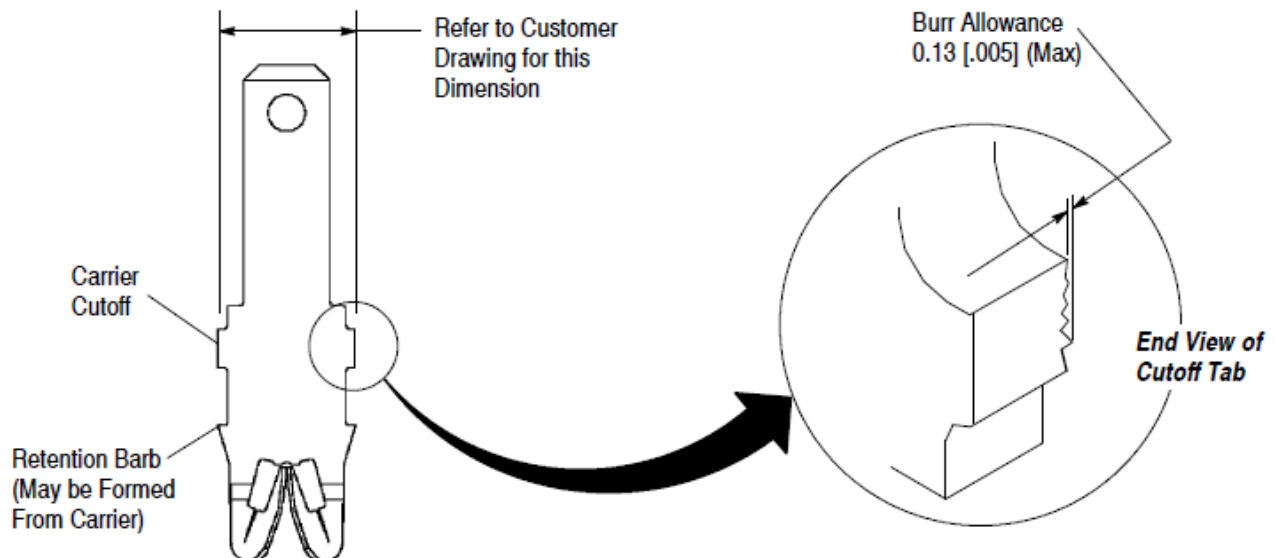 Refer to Customer
Drawing for this
Dimension
Burr Allowance
0.13 [.005] (Max)
Carrier
Cutoff
End View of
Cutoff Tab
Retention Barb
(May be Formed
From Carrier)